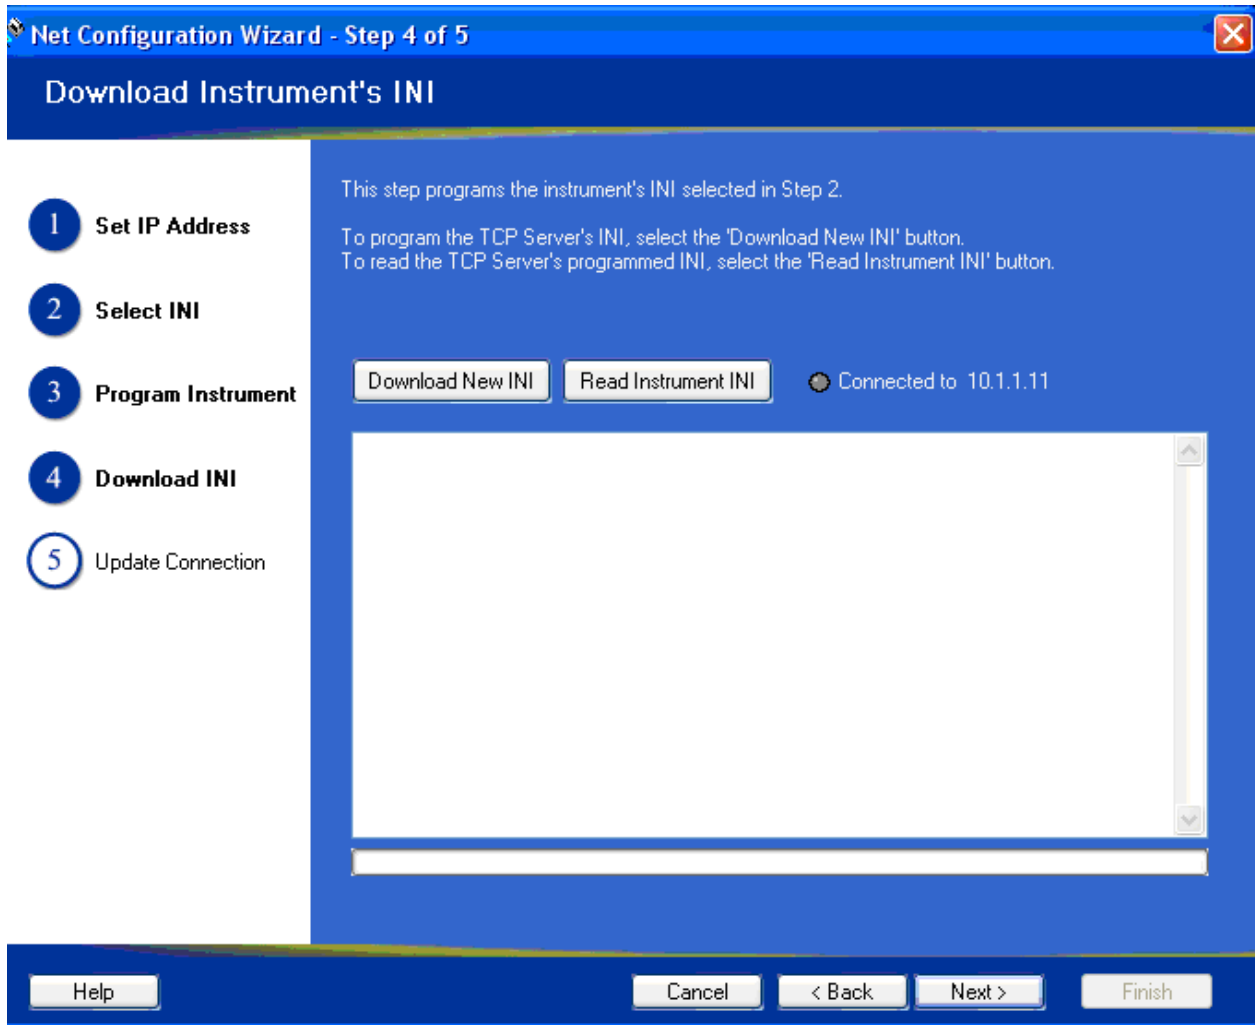 Net Configuration Wizard - Step 4 of 5
Download Instrument's INI
1 Set IP Address
2 Select INI
3 Program Instrument
4 Download INI
5 Update Connection
This step programs the instrument's INI selected in Step 2.
To program the TCP Server's INI, select the 'Download New INI' button.
To read the TCP Server's programmed INI, select the 'Read Instrument INI' button.
Download New INI Read Instrument INI Connected to 10.1.1.11
Help Cancel < Back Next > Finish